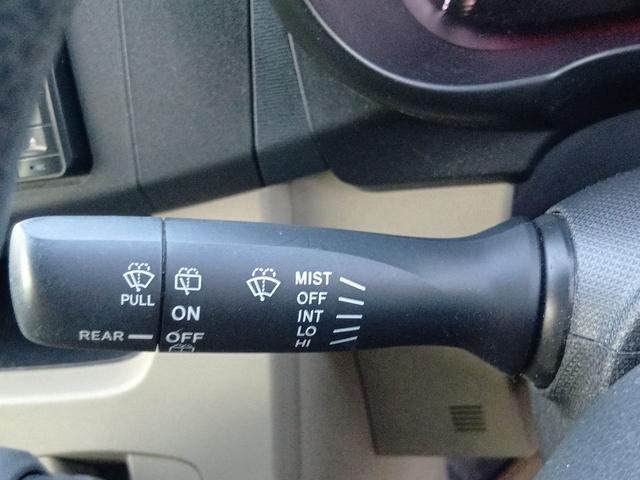 PULL
REAR
ON
OFF
MIST
OFF
INT
LO
HI